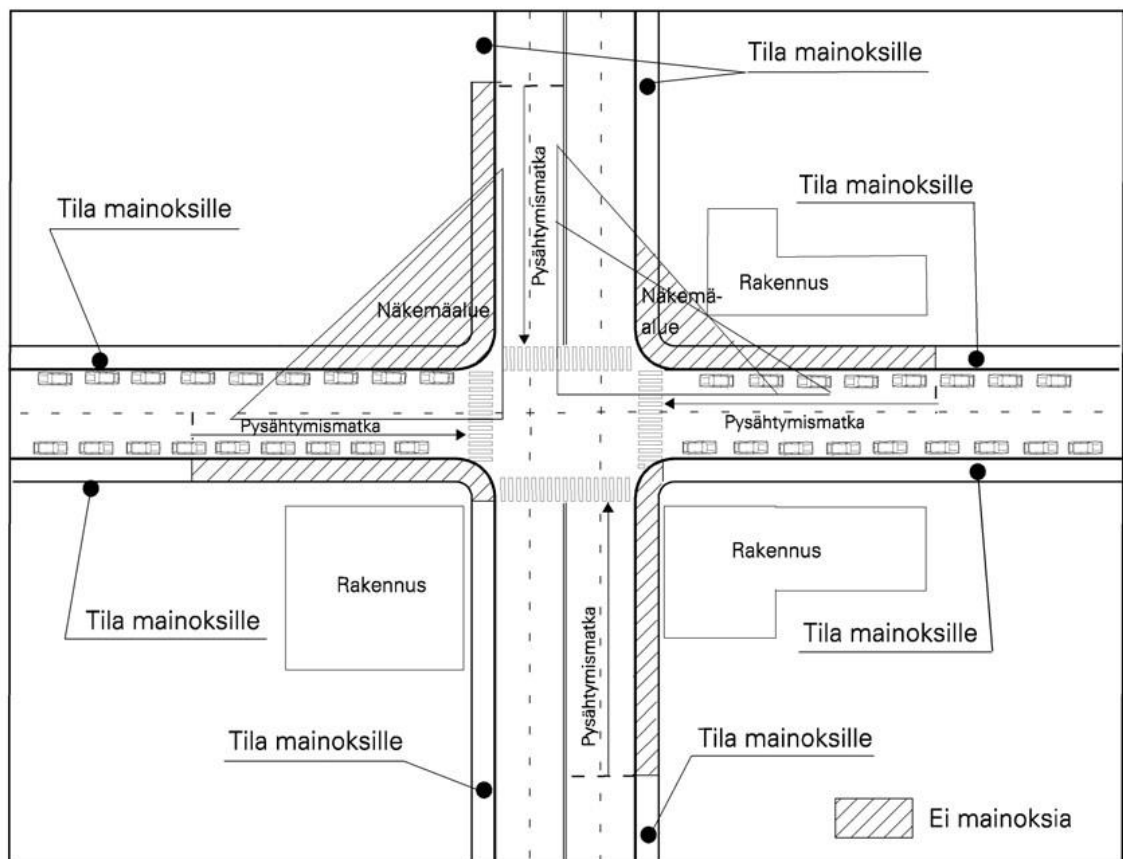 Tila mainoksille
Tila mainoksille
Tila mainoksille
Pysähtymismatka
Rakennus
Näkemäalue
Näkemä-
alue
Pysähtymismatka
Pysähtymismatka
Rakennus
Rakennus
Tila mainoksille
Tila mainoksille
Pysähtymismatka
Tila mainoksille
Tila mainoksille
Ei mainoksia